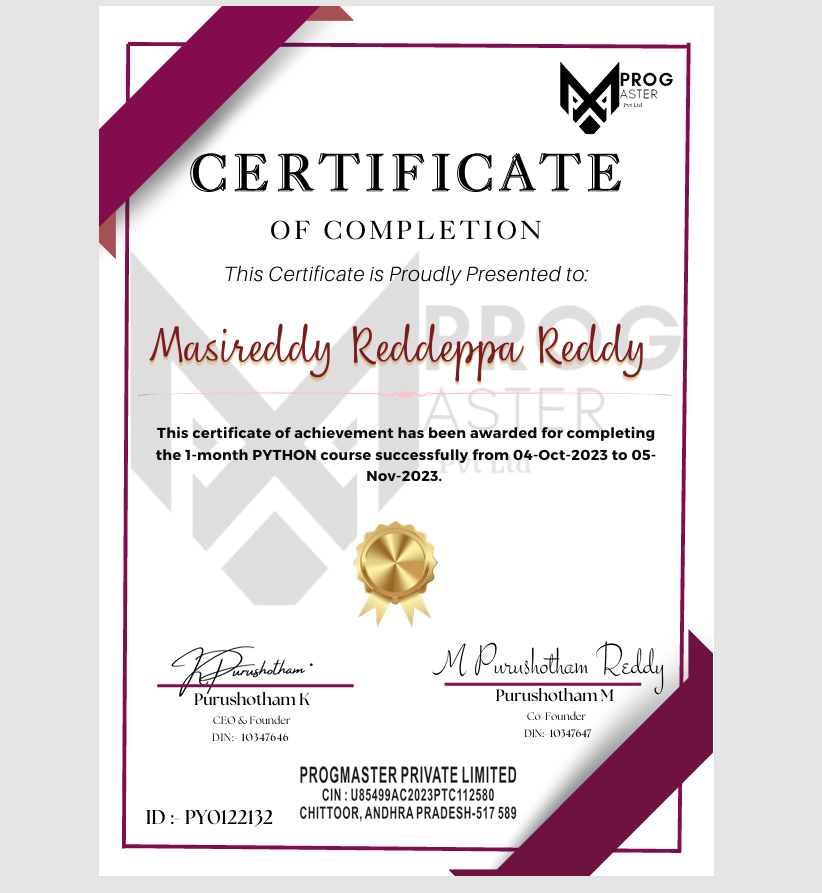 PROG
ASTER
Pvt Ltd
CERTIFICATE
OF COMPLETION
This Certificate is Proudly Presented to:
PROG
ASTER
Pvt Ltd
Masireddy Reddeppa Reddy
This certificate of achievement has been awarded for completing
the 1-month PYTHON course successfully from 04-Oct-2023 to 05-
Nov-2023.
K Purushotham
Purushotham K
CEO & Founder
DIN:- 10347646
M Purushotham Reddy
Purushotham M
Co-Founder
DIN:- 10347647
PROGMASTER PRIVATE LIMITED
CIN : U85499AC2023PTC112580
CHITTOOR, ANDHRA PRADESH-517 589
ID :- PY0122132